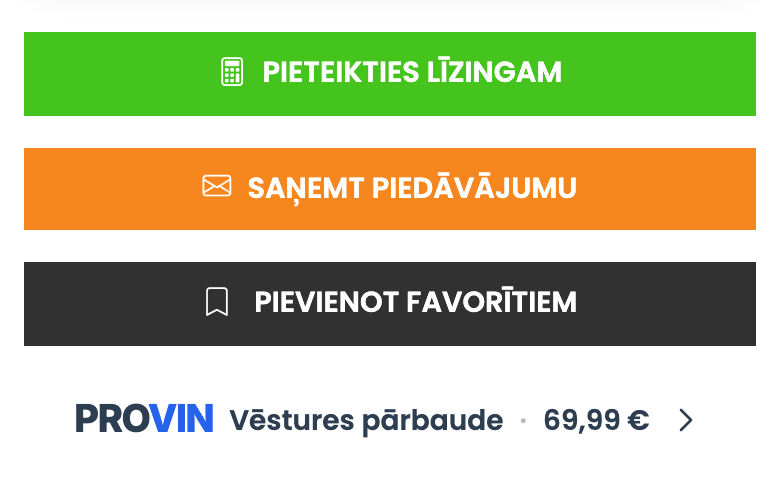 PIETEIKTIES LĪZINGAM
SAŅEMT PIEDĀVĀJUMU
PIEVIENOT FAVORĪTIEM
PROVIN Vēstures pārbaude · 69,99 €